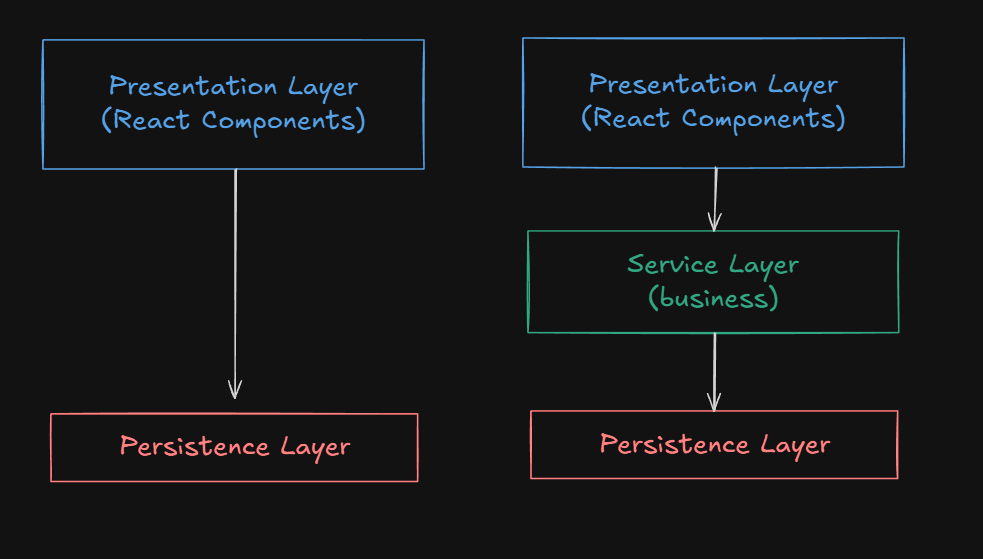 Presentation Layer
(React Components)
Persistence Layer
Presentation Layer
(React Components)
Service Layer
(business)
Persistence Layer